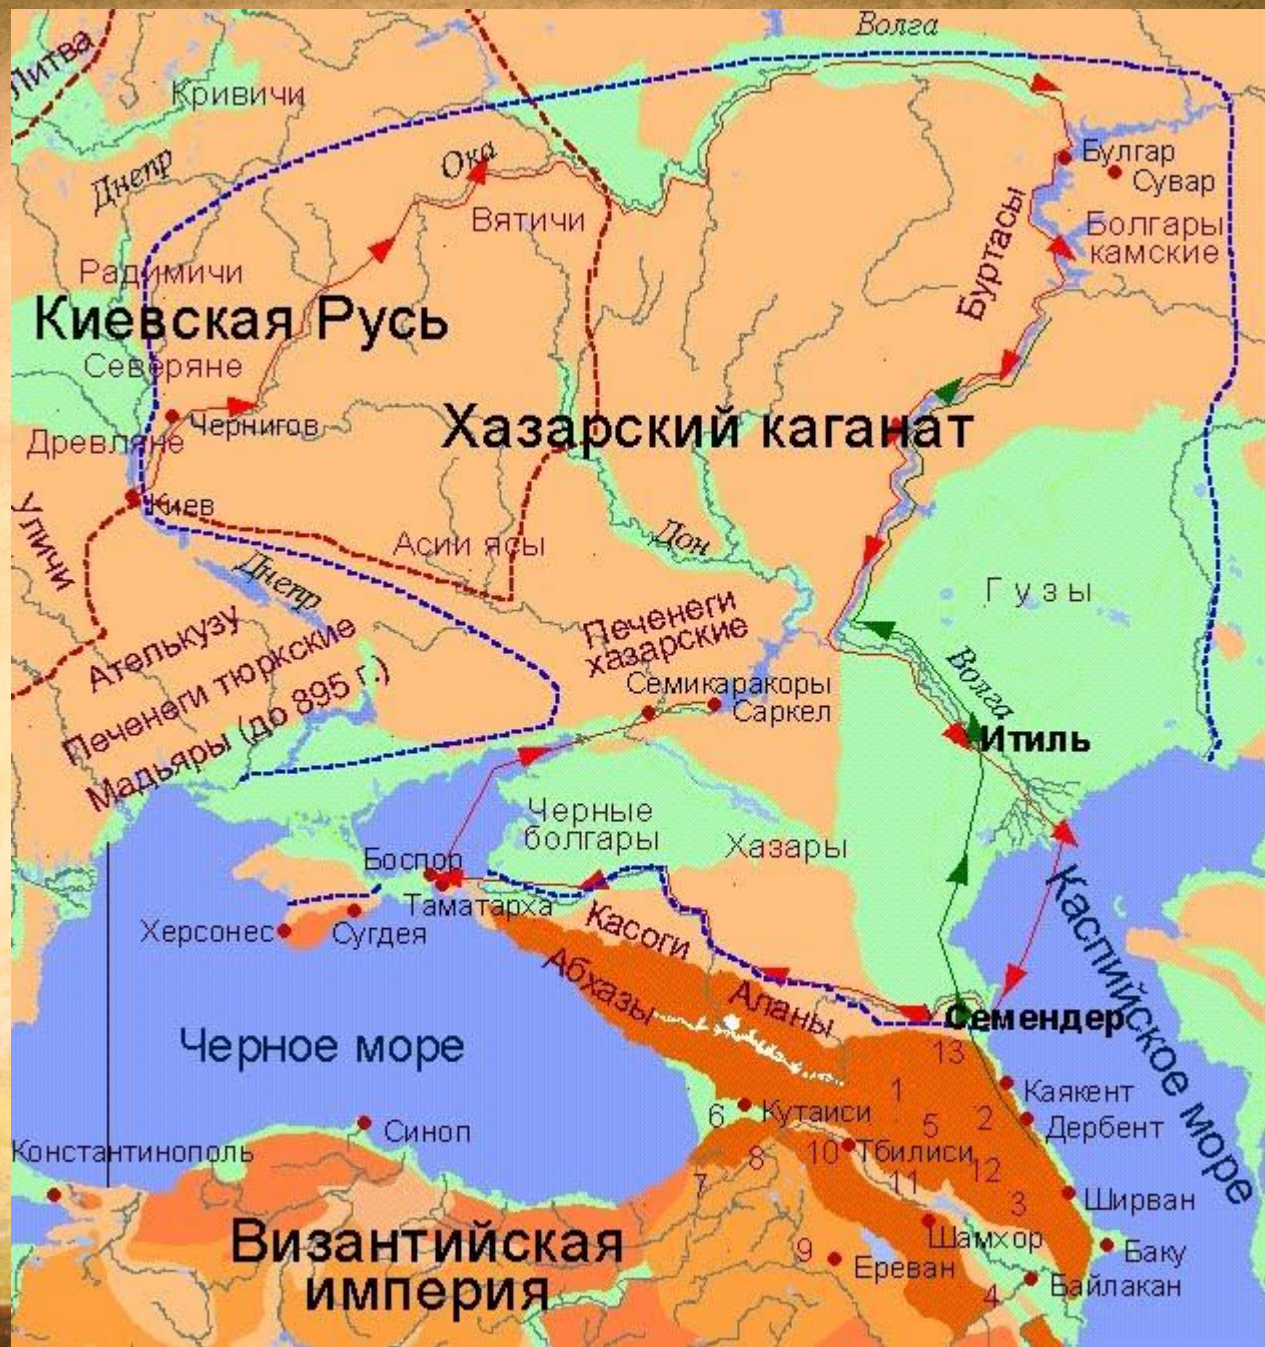 Волга
Литва
Кривичи
Днепр
Ока
Булгар
Сувар
Вятичи
Болгары
камские
Буртасы
Радимичи
Киевская Русь
Северяне
Чернигов
Хазарский каганат
Древляне
Киев
Уличи
Асии ясы
Дон
Днепр
Гузы
Печенеги
хазарские
Ателькузу
Печенеги тюркские
Мадьяры (до 895 г.)
Волга
Семикаракоры
Саркел
Итиль
Черные
болгары
Хазары
Боспор
Таматарха
Касоги
Каспийское море
Херсонес
Сугдея
Абхазы
Аланы
Семендер
Черное море
13
Каякент
1
6
Кутаиси
5
2
Дербент
Синоп
Константинополь
8
10
Тбилиси
12
7
11
3
Ширван
Византийская
империя
Шамхор
9
Ереван
Баку
4
Байлакан